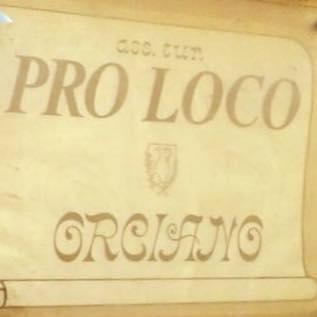 ass. tur.
PRO LOCO
ORCIANO